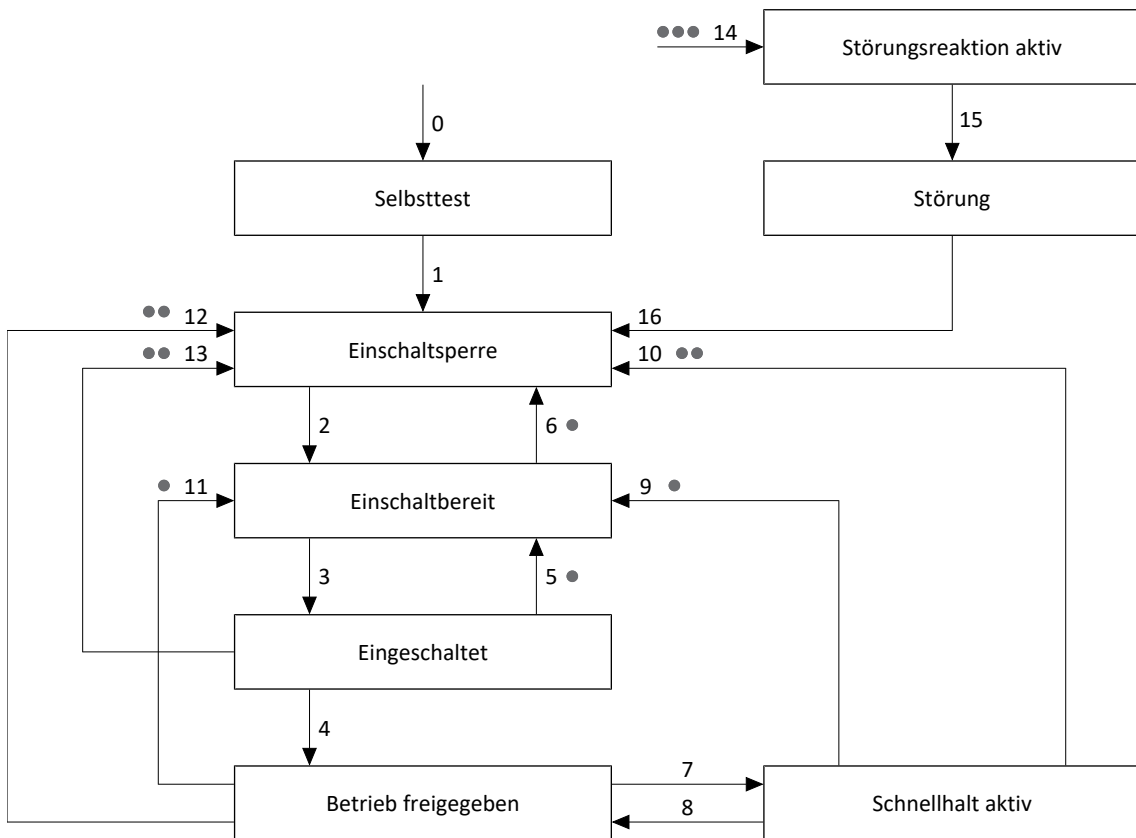 14
Störungsreaktion aktiv
0
15
Selbsttest
Störung
1
12
16
Einschaltsperre
13
10
2
6
11
Einschaltbereit
9
3
5
Eingeschaltet
4
7
Betrieb freigegeben
Schnellhalt aktiv
8